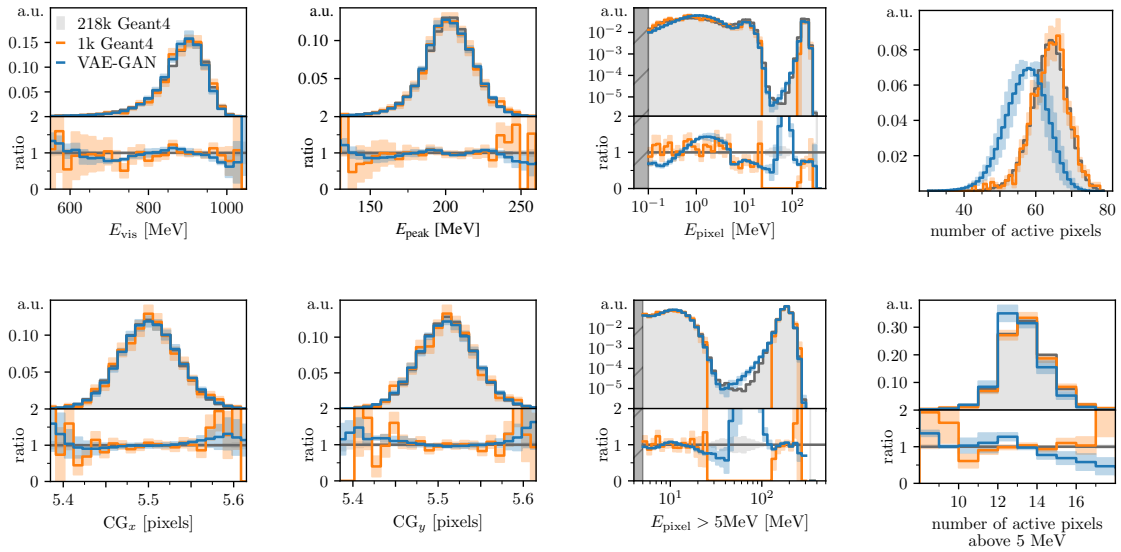 a.u.
0.15
0.10
0.05
218k Geant4
1k Geant4
VAE-GAN
2
1
0
ratio
600
800
1000
E_vis [MeV]
a.u.
0.10
0.05
2
1
0
ratio
150
200
250
E_peak [MeV]
a.u.
10^−2
10^−3
10^−4
10^−5
2
1
0
ratio
10^−1
10^0
10^1
10^2
E_pixel [MeV]
a.u.
0.08
0.06
0.04
0.02
40
60
80
number of active pixels
a.u.
0.10
0.05
2
1
0
ratio
5.4
5.5
5.6
CG_x [pixels]
a.u.
0.10
0.05
2
1
0
ratio
5.4
5.5
5.6
CG_y [pixels]
a.u.
10^−2
10^−3
10^−4
10^−5
2
1
0
ratio
10^1
10^2
E_pixel > 5MeV [MeV]
a.u.
0.30
0.20
0.10
2
1
0
ratio
10
12
14
16
number of active pixels
above 5 MeV